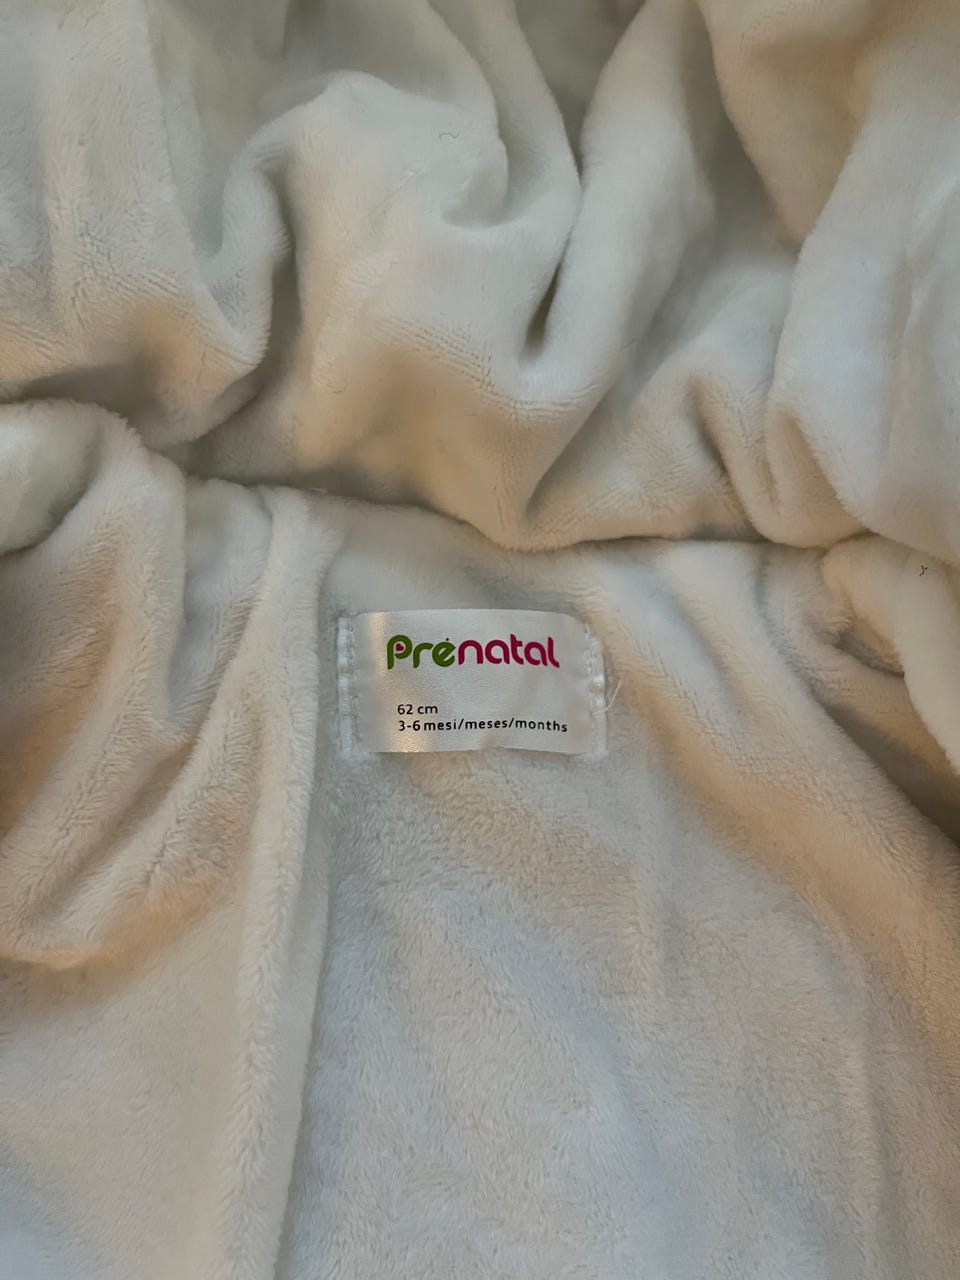 Prénatal
62 cm
3-6 mesi/meses/months